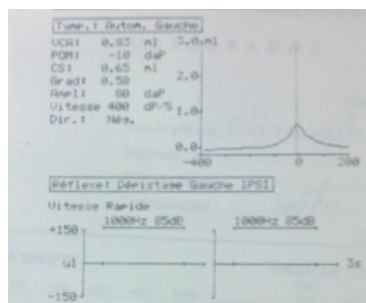 Tymp.: Autom. Gauche
VCA: 0.83 ml
POM: -10 daP
CS: 0.65 ml
Grad: 0.58
Ampl: 80 daP
Vitesse 400 dP/S
Dir.: Nég.
3.0 ml
2.0
1.0
0.0
-400 0 200
Réflexe: Dépistage Gauche IPSI
Vitesse Rapide
1000Hz 85dB 1000Hz 85dB
+150
ul 3s
-150